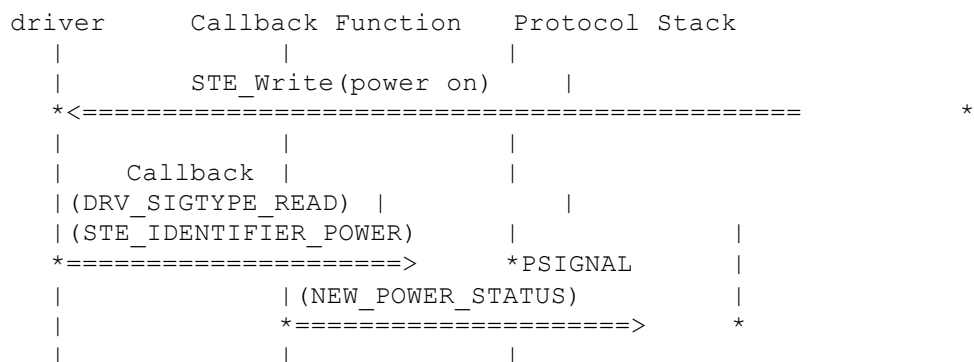 driver Callback Function Protocol Stack
| | |
| STE_Write(power on) |
*<============================================= *
| | |
| Callback | |
|(DRV_SIGTYPE_READ) | |
|(STE_IDENTIFIER_POWER) | |
*=====================> *PSIGNAL |
| |(NEW_POWER_STATUS) |
| *=====================> *
| | |